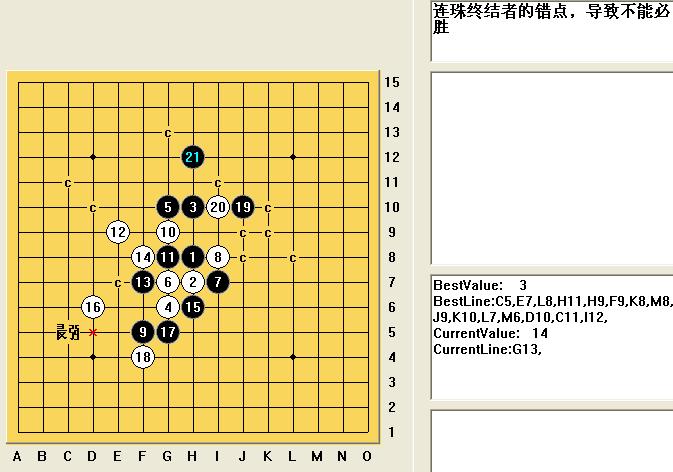 连珠终结者的错点，导致不能必
胜
15
14
c 13
21 12
c c 11
c 5 3 20 19 c 10
12 10 c c 9
14 11 1 8 c c 8
c 13 6 2 7 7
16 4 15 6
9 17 5
18 4
3
2
1
A B C D E F G H I J K L M N O
BestValue: 3
BestLine:C5,E7,L8,H11,H9,F9,K8,M8,
J9,K10,L7,M6,D10,C11,I12,
CurrentValue: 14
CurrentLine:G13,